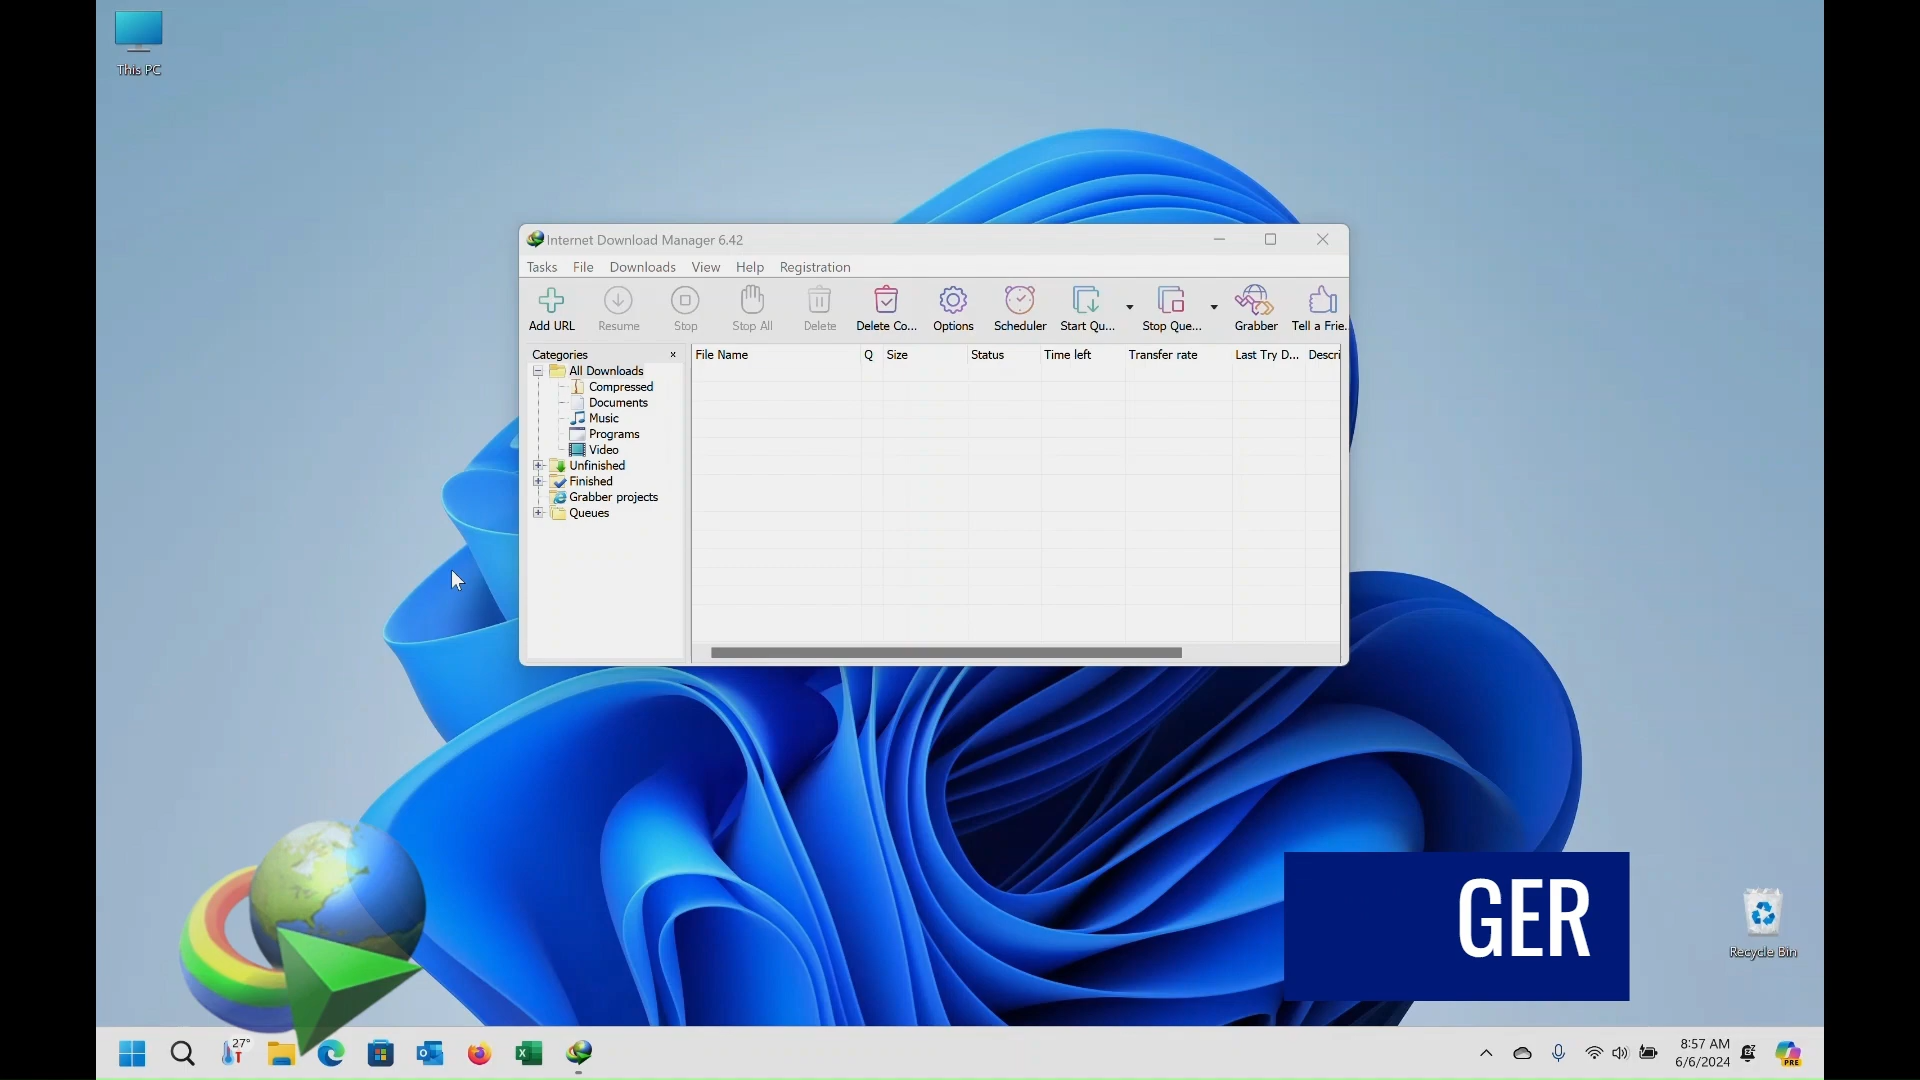 This PC
Internet Download Manager 6.42
Tasks File Downloads View Help Registration
Add URL Resume Stop Stop All Delete Delete Co... Options Scheduler Start Qu... Stop Que... Grabber Tell a Frie
Categories x File Name Q Size Status Time left Transfer rate Last Try D... Descri
All Downloads
Compressed
Documents
Music
Programs
Video
Unfinished
Finished
Grabber projects
Queues
GER
Recycle Bin
27°
8:57 AM
6/6/2024
PRE